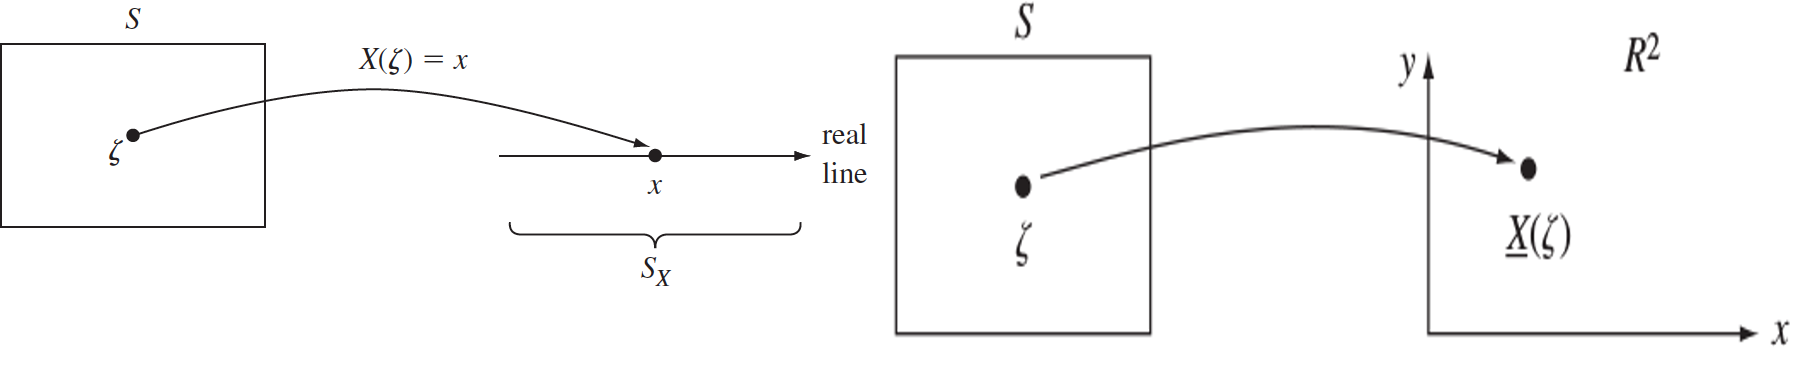 S
X(ζ) = x
ζ
x
real
line
S_X
S
ζ
y
R²
X̲(ζ)
x